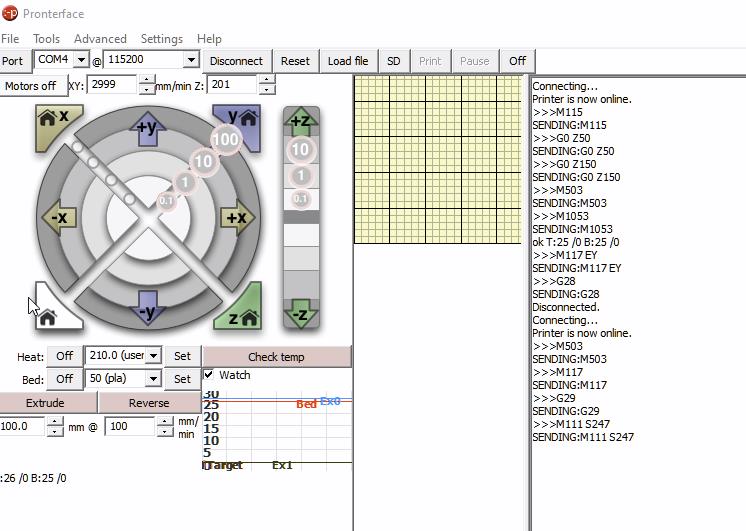 Pronterface
File Tools Advanced Settings Help
Port COM4 @ 115200 Disconnect Reset Load file SD Print Pause Off
Motors off XY: 2999 mm/min Z: 201
x +y y 100 10 1 0.1
+z 10 1 0.1
-x +x
-y z -z
Heat: Off 210.0 (user Set Check temp
Bed: Off 50 (pla) Set Watch
Extrude Reverse
100.0 mm @ 100 mm/
min
30
25 Bed Ex0
20
15
10
5
0 Target Ex1
:26 /0 B:25 /0
Connecting...
Printer is now online.
>>>M115
SENDING:M115
>>>G0 Z50
SENDING:G0 Z50
>>>G0 Z150
SENDING:G0 Z150
>>>M503
SENDING:M503
>>>M1053
SENDING:M1053
ok T:25 /0 B:25 /0
>>>M117 EY
SENDING:M117 EY
>>>G28
SENDING:G28
Disconnected.
Connecting...
Printer is now online.
>>>M503
SENDING:M503
>>>M117
SENDING:M117
>>>G29
SENDING:G29
>>>M111 S247
SENDING:M111 S247